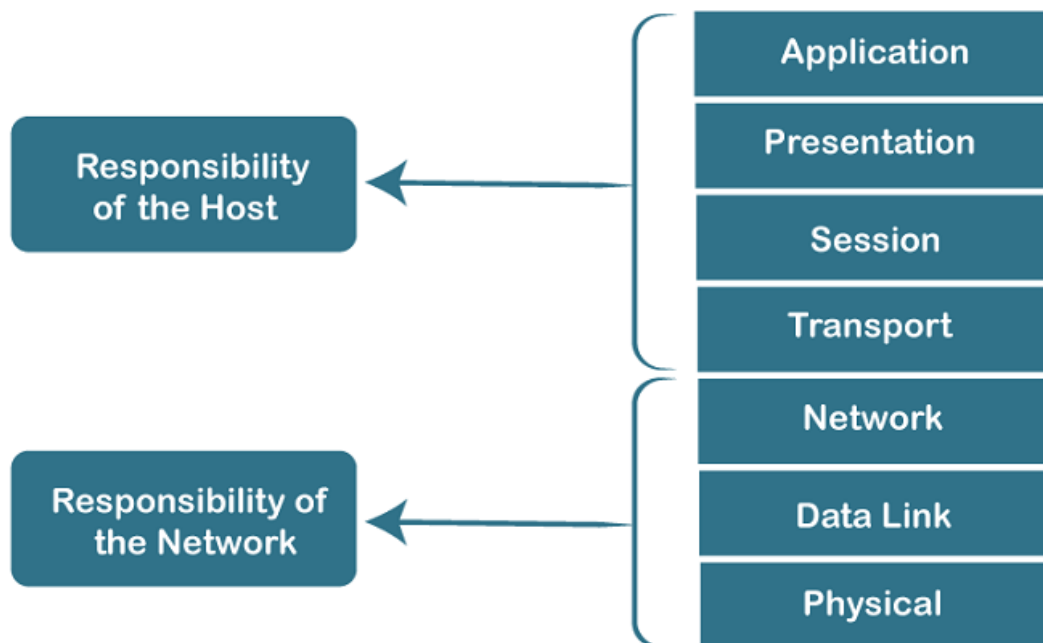 Responsibility
of the Host
Application
Presentation
Session
Transport
Responsibility of
the Network
Network
Data Link
Physical